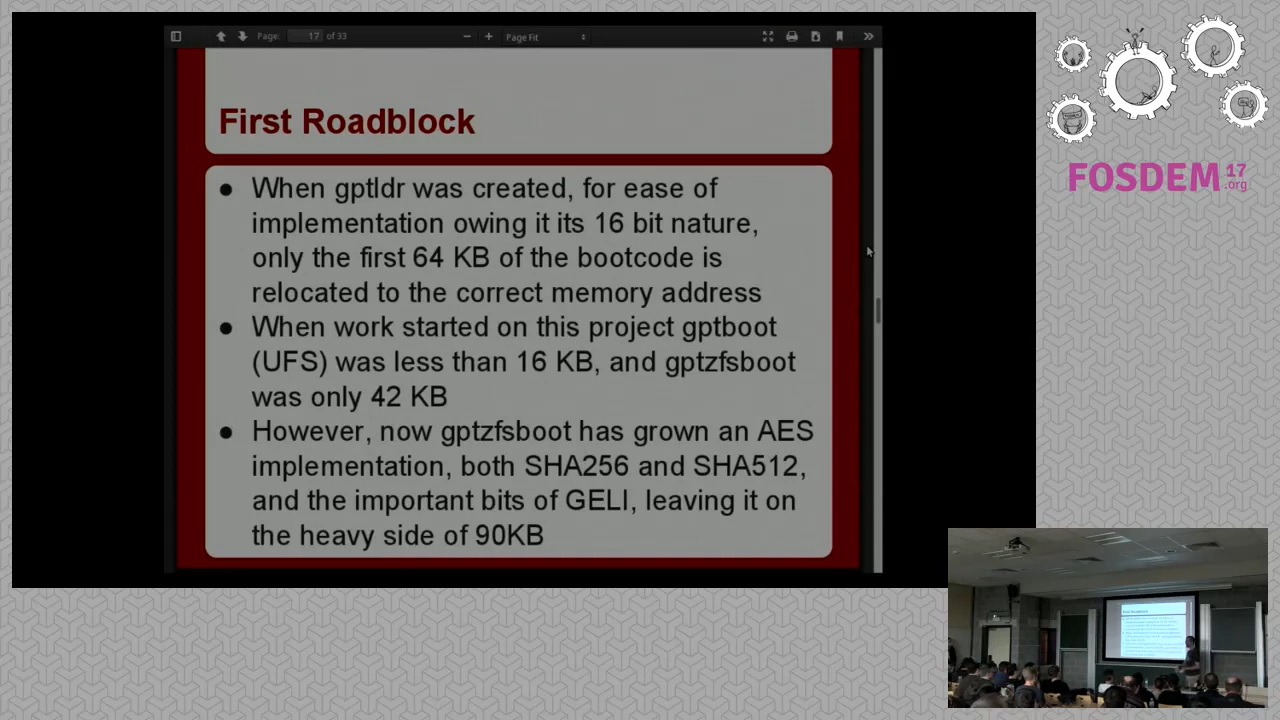 Page: 17 of 33
Page Fit
First Roadblock
● When gptldr was created, for ease of
implementation owing it its 16 bit nature,
only the first 64 KB of the bootcode is
relocated to the correct memory address
● When work started on this project gptboot
(UFS) was less than 16 KB, and gptzfsboot
was only 42 KB
● However, now gptzfsboot has grown an AES
implementation, both SHA256 and SHA512,
and the important bits of GELI, leaving it on
the heavy side of 90KB
FOSDEM 17
.org